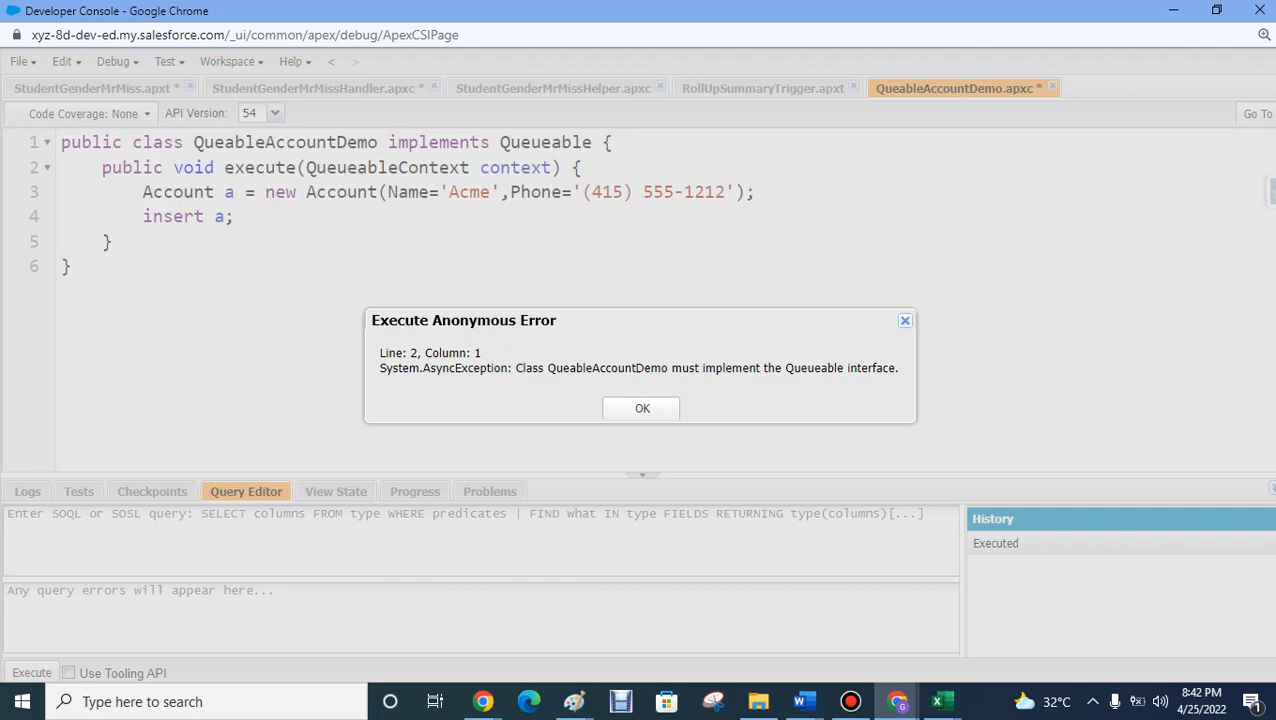 Developer Console - Google Chrome
xyz-8d-dev-ed.my.salesforce.com/_ui/common/apex/debug/ApexCSIPage
File Edit Debug Test Workspace Help < >
StudentGenderMrMiss.apxt * StudentGenderMrMissHandler.apxc * StudentGenderMrMissHelper.apxc RollUpSummaryTrigger.apxt QueableAccountDemo.apxc *
Code Coverage: None API Version: 54 Go To
1 public class QueableAccountDemo implements Queueable {
2 public void execute(QueueableContext context) {
3 Account a = new Account(Name='Acme',Phone='(415) 555-1212');
4 insert a;
5 }
6 }
Execute Anonymous Error
Line: 2, Column: 1
System.AsyncException: Class QueableAccountDemo must implement the Queueable interface.
OK
Logs Tests Checkpoints Query Editor View State Progress Problems
Enter SOQL or SOSL query: SELECT columns FROM type WHERE predicates | FIND what IN type FIELDS RETURNING type(columns)[...]
History
Executed
Any query errors will appear here...
Execute Use Tooling API
Type here to search
32°C
8:42 PM
4/25/2022
1